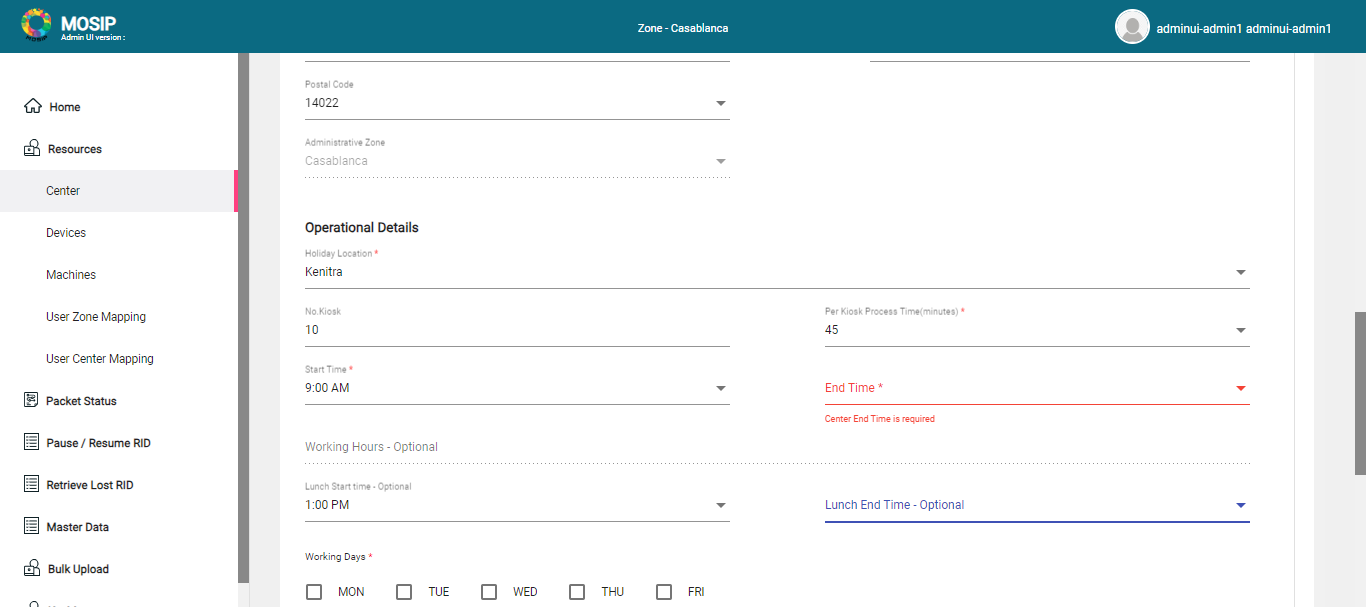 MOSIP
Admin UI version :
Zone - Casablanca
adminui-admin1 adminui-admin1
Home
Resources
Center
Devices
Machines
User Zone Mapping
User Center Mapping
Packet Status
Pause / Resume RID
Retrieve Lost RID
Master Data
Bulk Upload
Postal Code
14022
Administrative Zone
Casablanca
Operational Details
Holiday Location *
Kenitra
No.Kiosk
10
Per Kiosk Process Time(minutes) *
45
Start Time *
9:00 AM
End Time *
Center End Time is required
Working Hours - Optional
Lunch Start time - Optional
1:00 PM
Lunch End Time - Optional
Working Days *
MON TUE WED THU FRI